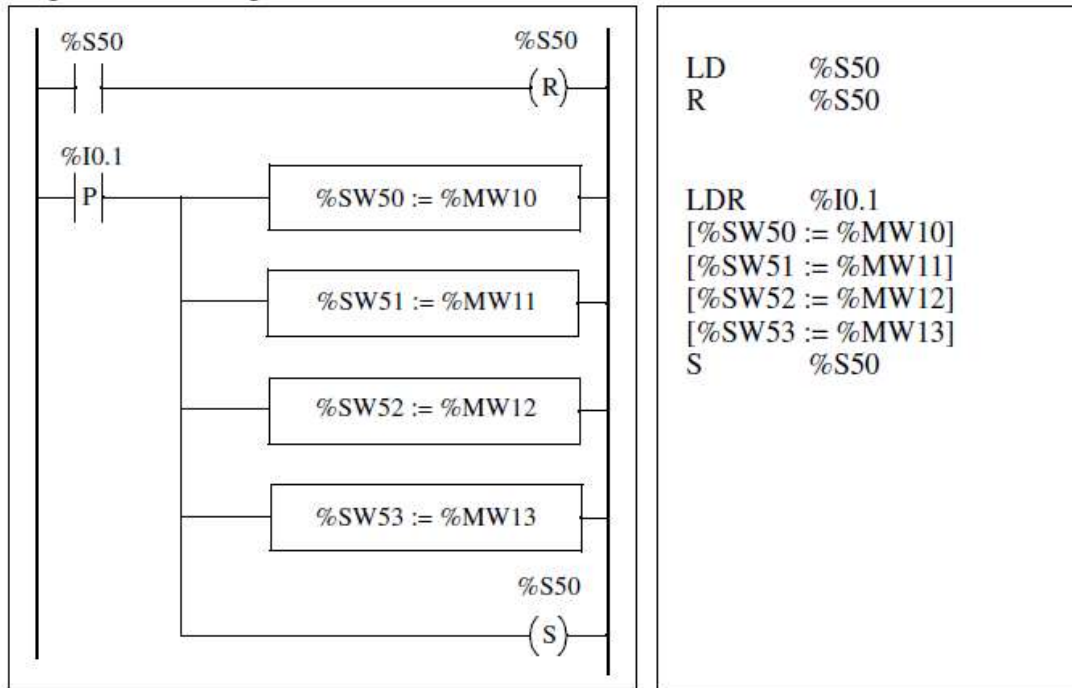 %S50 %S50
R
%I0.1
P
%SW50 := %MW10
%SW51 := %MW11
%SW52 := %MW12
%SW53 := %MW13
%S50
S
LD %S50
R %S50
LDR %I0.1
[%SW50 := %MW10]
[%SW51 := %MW11]
[%SW52 := %MW12]
[%SW53 := %MW13]
S %S50